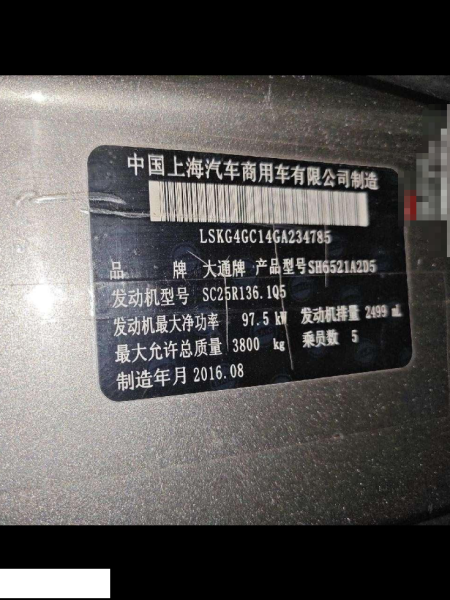 中国上海汽车商用车有限公司制造
LSKG4GC14GA234785
品 牌 大通牌 产品型号 SH6521A2D5
发动机型号 SC25R136.1Q5
发动机最大净功率 97.5 kW 发动机排量 2499 mL
最大允许总质量 3800 kg 乘员数 5
制造年月 2016.08